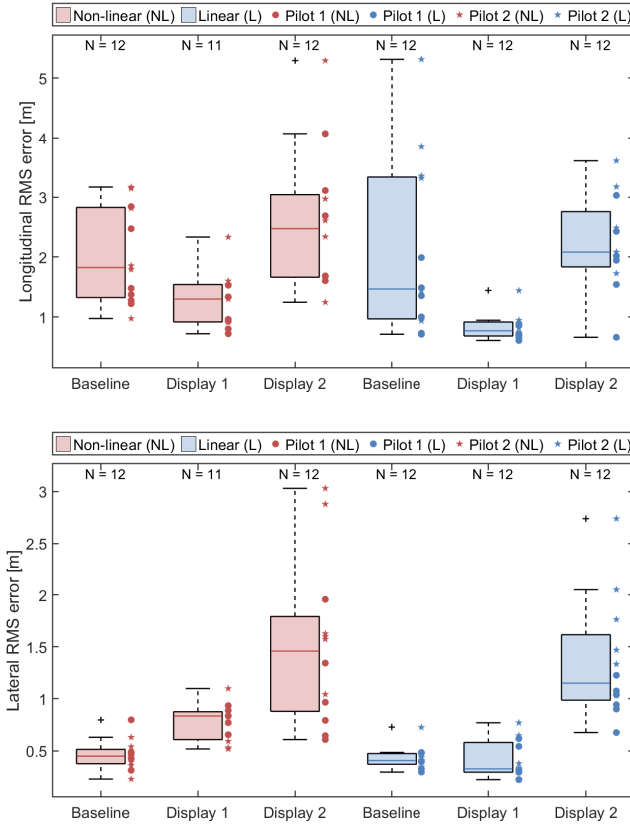 Non-linear (NL) Linear (L) Pilot 1 (NL) Pilot 1 (L) Pilot 2 (NL) Pilot 2 (L)
N = 12 N = 11 N = 12 N = 12 N = 12 N = 12
Longitudinal RMS error [m]
5
4
3
2
1
Baseline Display 1 Display 2 Baseline Display 1 Display 2
Non-linear (NL) Linear (L) Pilot 1 (NL) Pilot 1 (L) Pilot 2 (NL) Pilot 2 (L)
N = 12 N = 11 N = 12 N = 12 N = 12 N = 12
Lateral RMS error [m]
3
2.5
2
1.5
1
0.5
Baseline Display 1 Display 2 Baseline Display 1 Display 2